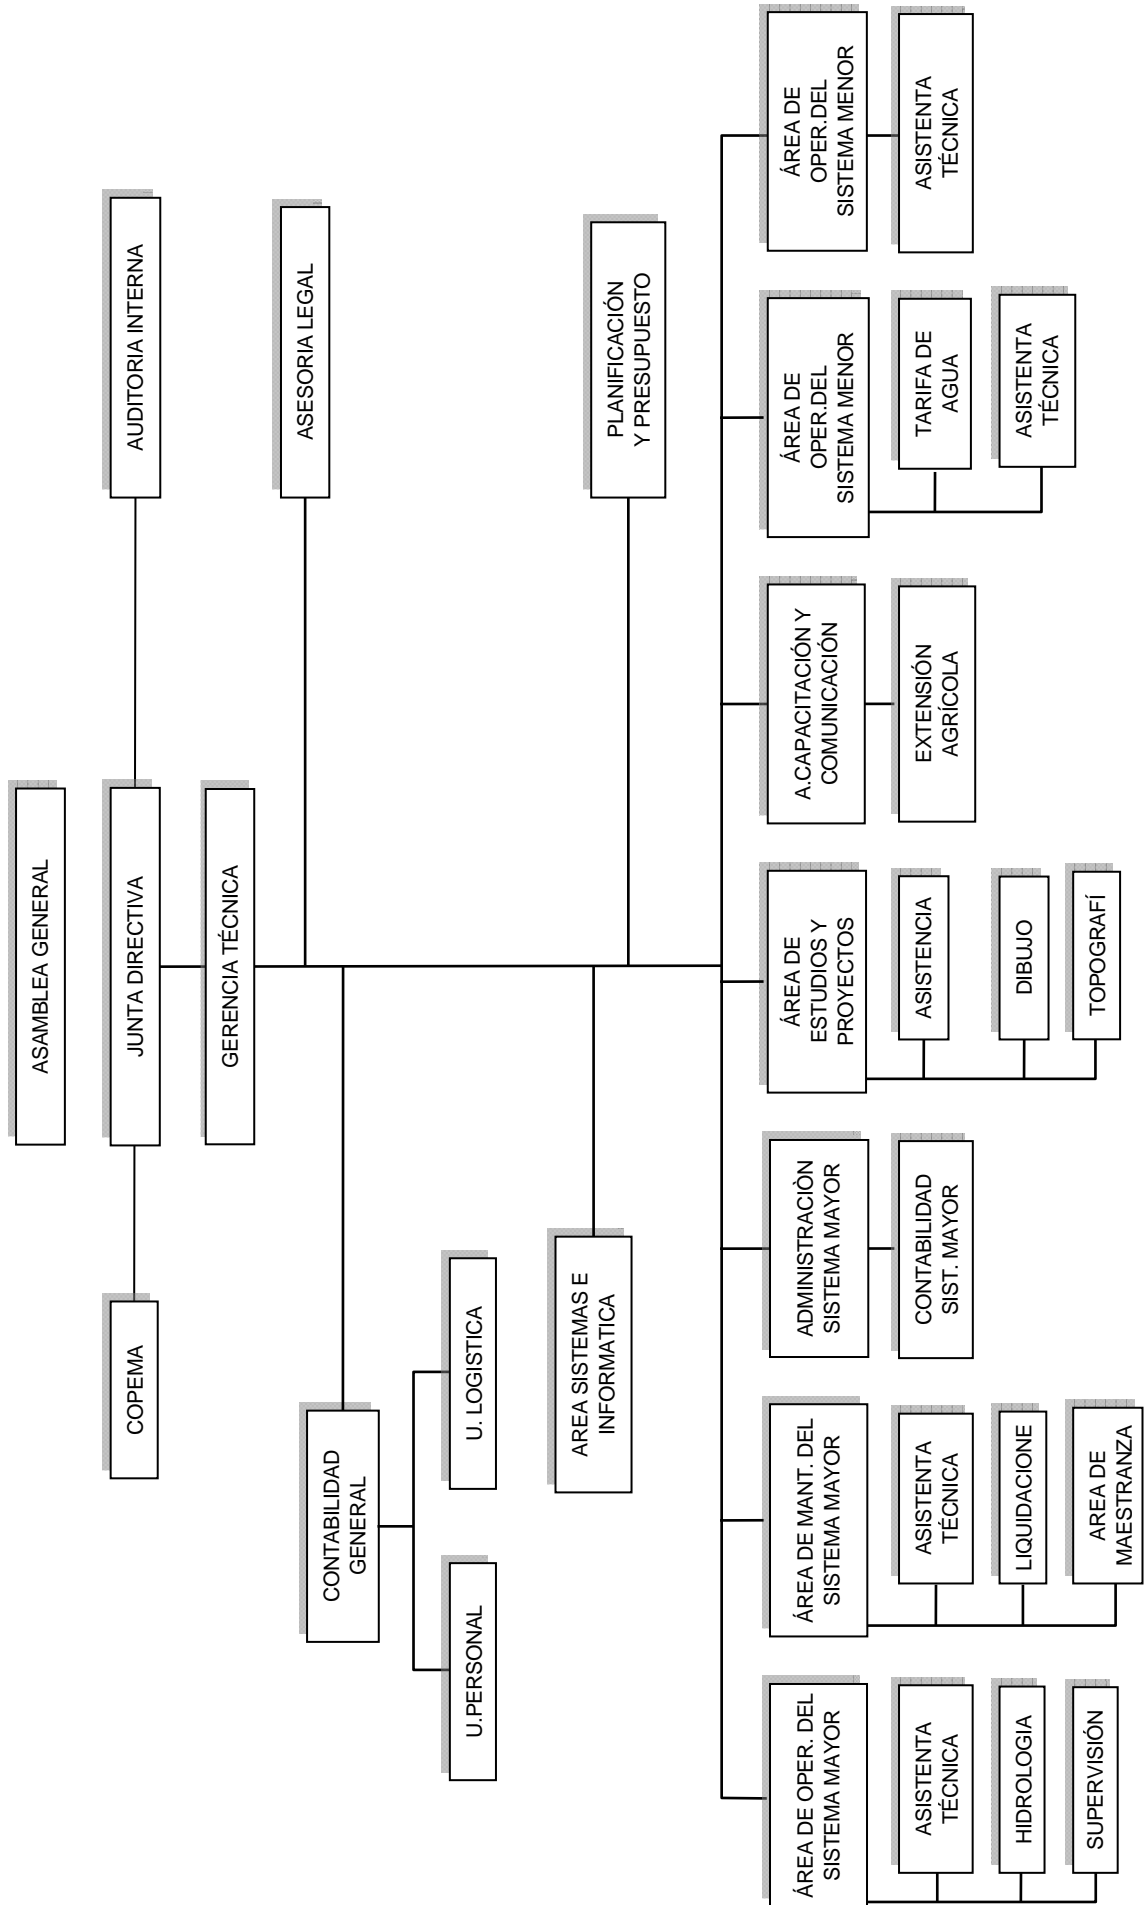 ASAMBLEA GENERAL
COPEMA
JUNTA DIRECTIVA
AUDITORIA INTERNA
GERENCIA TÉCNICA
ASESORIA LEGAL
CONTABILIDAD
GENERAL
U.PERSONAL
U. LOGISTICA
AREA SISTEMAS E
INFORMATICA
PLANIFICACIÓN
Y PRESUPUESTO
ÁREA DE OPER. DEL
SISTEMA MAYOR
ASISTENTA
TÉCNICA
HIDROLOGIA
SUPERVISIÓN
ÁREA DE MANT. DEL
SISTEMA MAYOR
ASISTENTA
TÉCNICA
LIQUIDACIONE
AREA DE
MAESTRANZA
ADMINISTRACIÒN
SISTEMA MAYOR
CONTABILIDAD
SIST. MAYOR
ÁREA DE
ESTUDIOS Y
PROYECTOS
ASISTENCIA
DIBUJO
TOPOGRAFÍ
A.CAPACITACIÓN Y
COMUNICACIÓN
EXTENSIÓN
AGRÍCOLA
ÁREA DE
OPER.DEL
SISTEMA MENOR
TARIFA DE
AGUA
ASISTENTA
TÉCNICA
ÁREA DE
OPER.DEL
SISTEMA MENOR
ASISTENTA
TÉCNICA